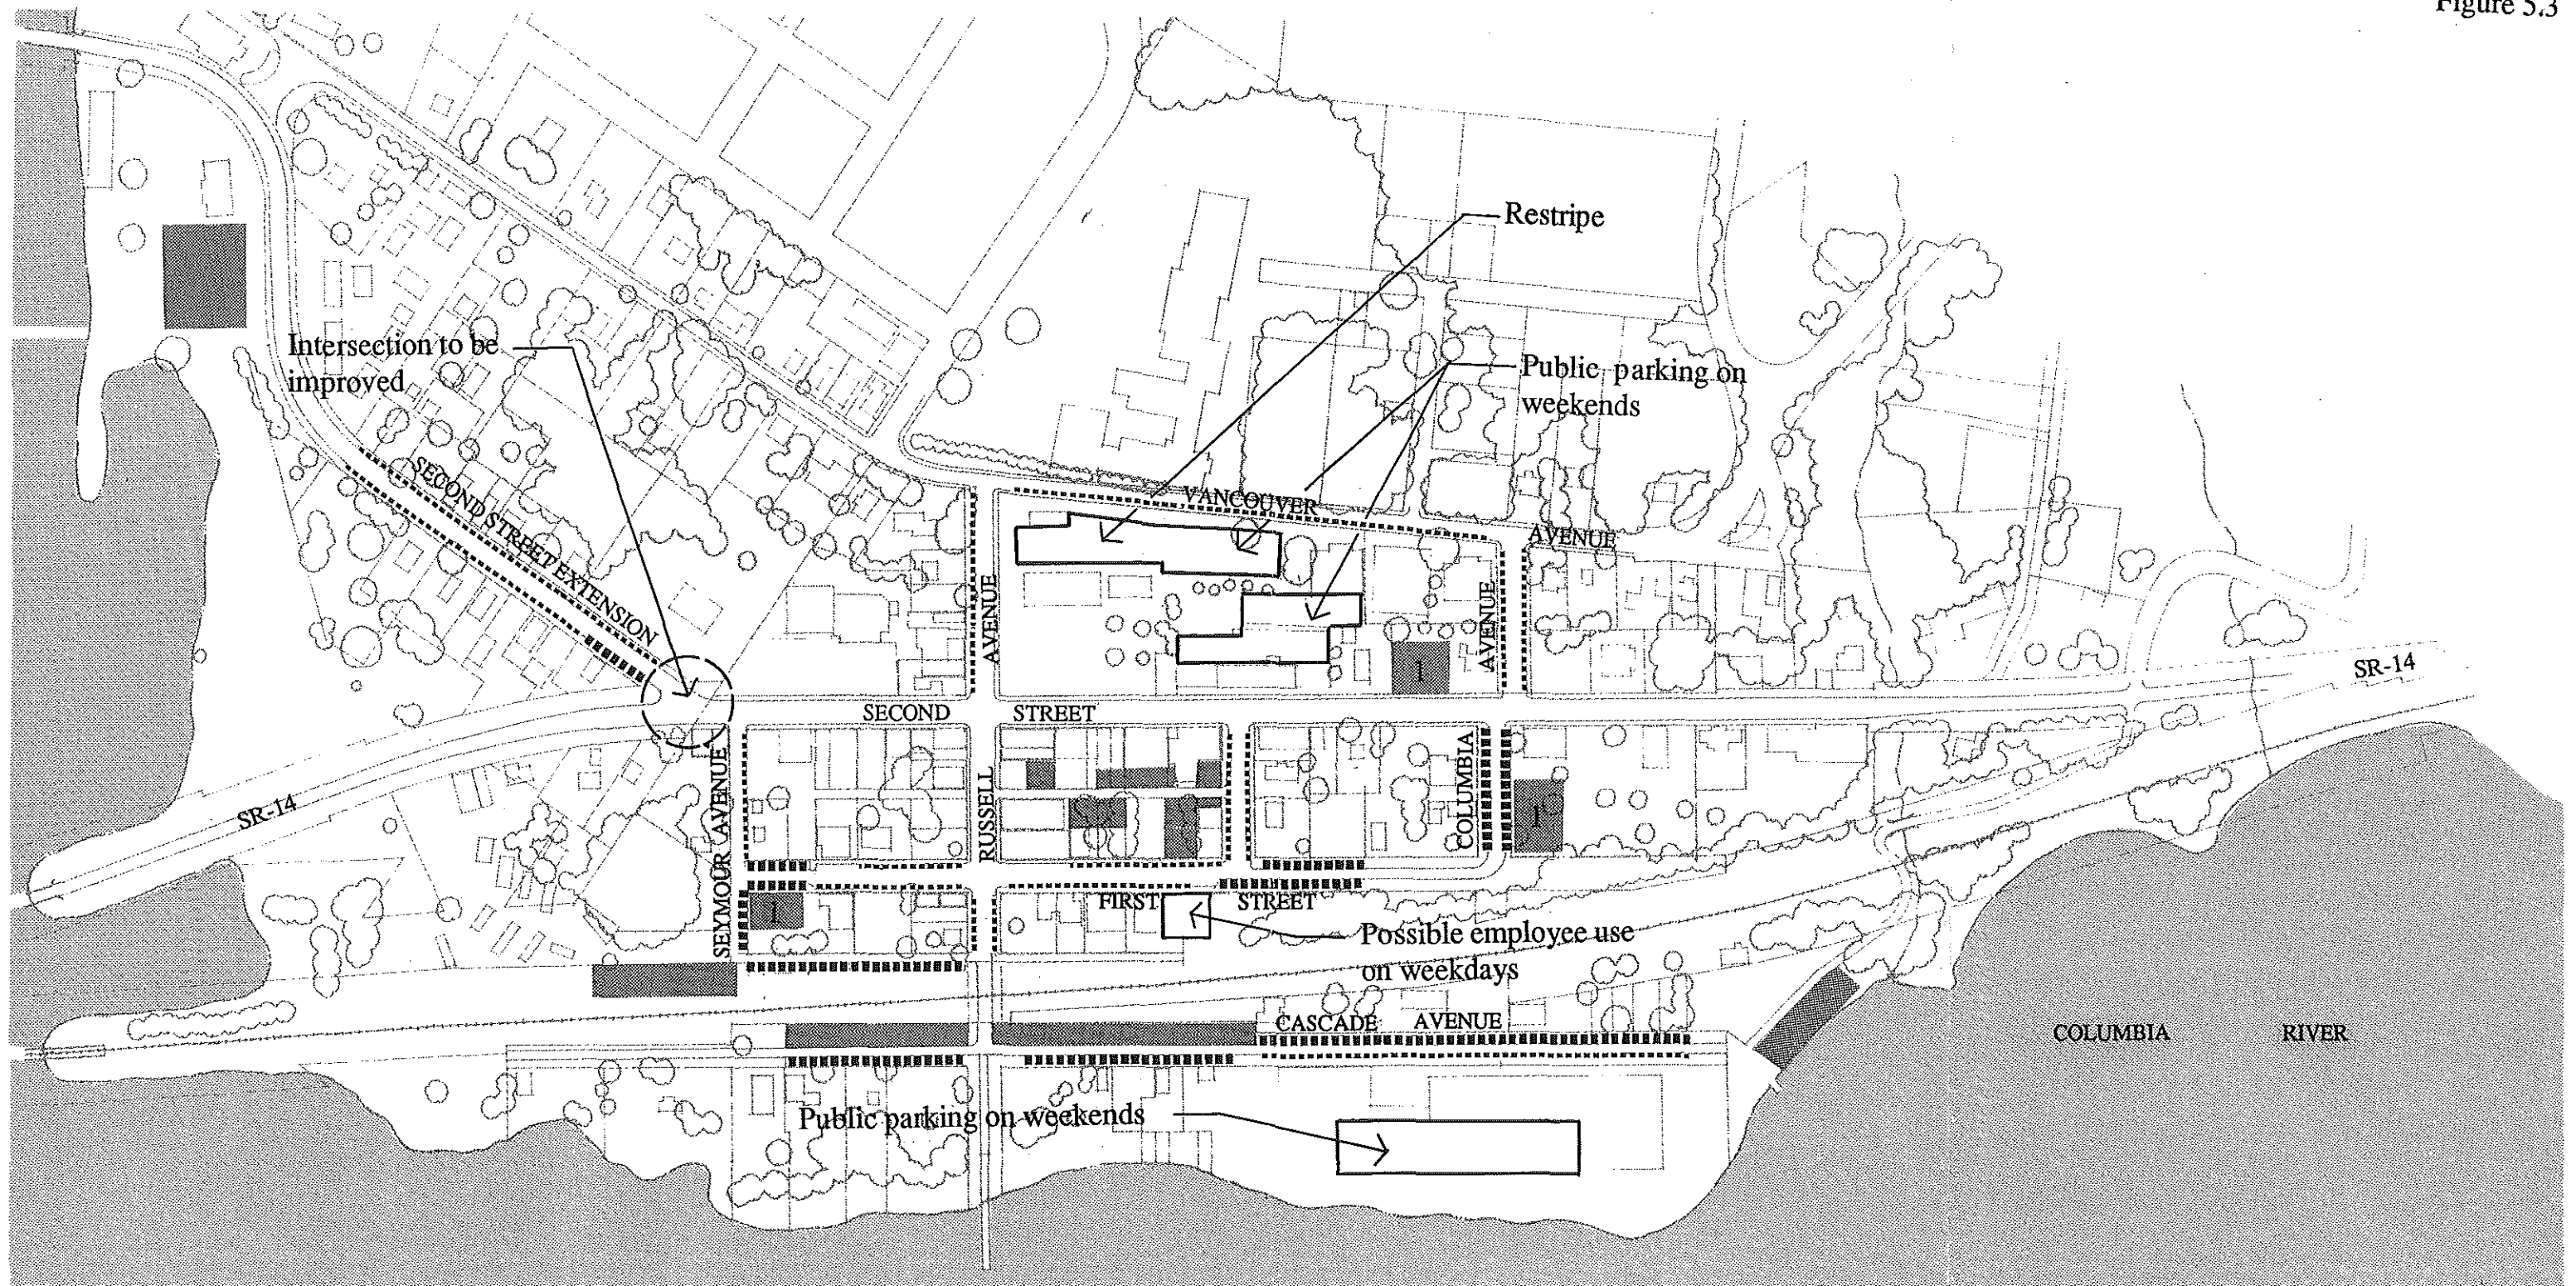 Figure 5.3
Restripe
Intersection to be
improved
Public parking on
weekends
SECOND STREET EXTENSION
VANCOUVER
AVENUE
AVENUE
AVENUE
1
SR-14
SECOND STREET
SEYMOUR AVENUE
RUSSELL
COLUMBIA
SR-14
1
1
FIRST STREET
Possible employee use
on weekdays
CASCADE AVENUE
COLUMBIA RIVER
Public parking on weekends